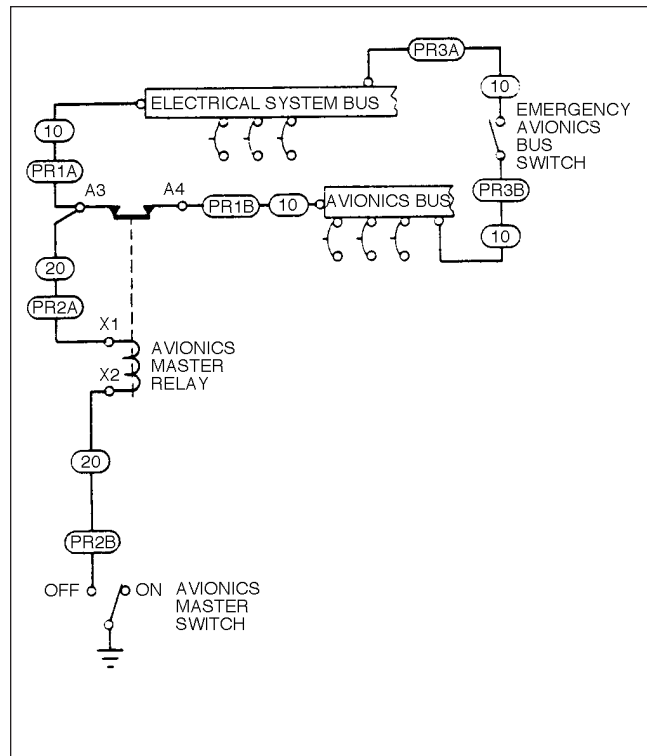 PR3A
ELECTRICAL SYSTEM BUS
10
10
EMERGENCY
AVIONICS
BUS
SWITCH
PR1A
A3
A4
PR1B
10
AVIONICS BUS
PR3B
10
20
PR2A
X1
X2
AVIONICS
MASTER
RELAY
20
PR2B
OFF
ON
AVIONICS
MASTER
SWITCH